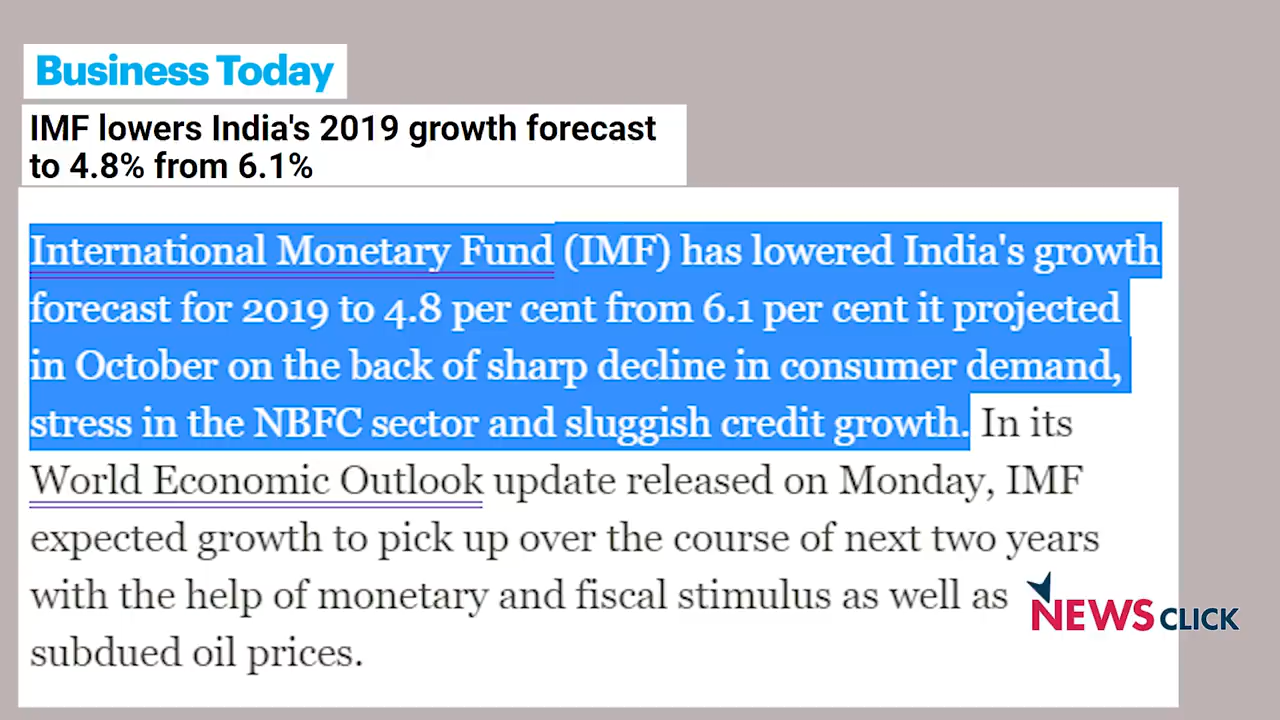 Business Today
IMF lowers India's 2019 growth forecast
to 4.8% from 6.1%
International Monetary Fund (IMF) has lowered India's growth
forecast for 2019 to 4.8 per cent from 6.1 per cent it projected
in October on the back of sharp decline in consumer demand,
stress in the NBFC sector and sluggish credit growth. In its
World Economic Outlook update released on Monday, IMF
expected growth to pick up over the course of next two years
with the help of monetary and fiscal stimulus as well as
subdued oil prices.
NEWSCLICK